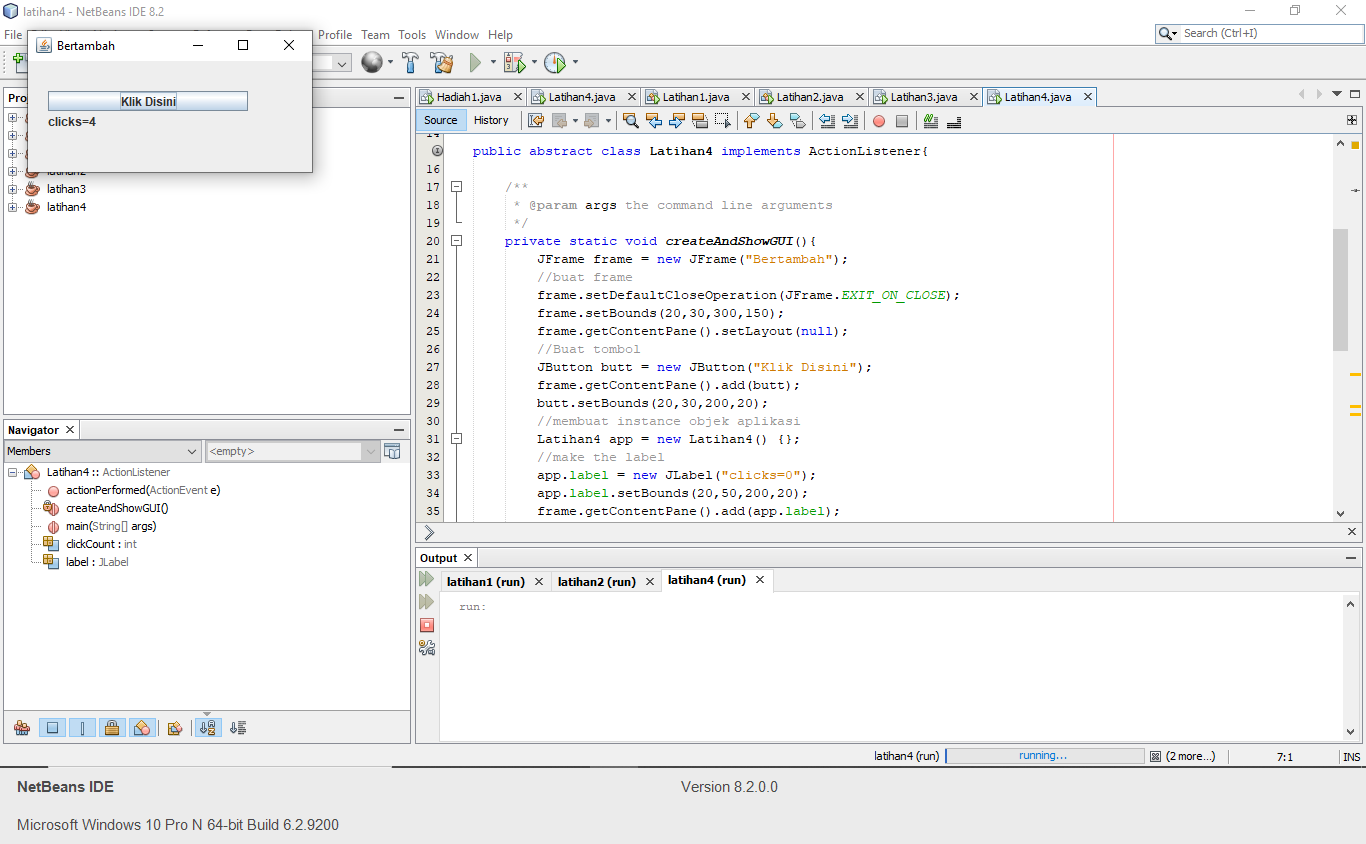 latihan4 - NetBeans IDE 8.2
File
Profile Team Tools Window Help
Search (Ctrl+I)
Bertambah
Klik Disini
clicks=4
latihan3
latihan4
Hadiah1.java Latihan4.java Latihan1.java Latihan2.java Latihan3.java Latihan4.java
Source History
public abstract class Latihan4 implements ActionListener{
16
17 /**
18 * @param args the command line arguments
19 */
20 private static void createAndShowGUI(){
21 JFrame frame = new JFrame("Bertambah");
22 //buat frame
23 frame.setDefaultCloseOperation(JFrame.EXIT_ON_CLOSE);
24 frame.setBounds(20,30,300,150);
25 frame.getContentPane().setLayout(null);
26 //Buat tombol
27 JButton butt = new JButton("Klik Disini");
28 frame.getContentPane().add(butt);
29 butt.setBounds(20,30,200,20);
30 //membuat instance objek aplikasi
31 Latihan4 app = new Latihan4() {};
32 //make the label
33 app.label = new JLabel("clicks=0");
34 app.label.setBounds(20,50,200,20);
35 frame.getContentPane().add(app.label);
Navigator
Members
<empty>
Latihan4 :: ActionListener
actionPerformed(ActionEvent e)
createAndShowGUI()
main(String[] args)
clickCount : int
label : JLabel
Output
latihan1 (run) latihan2 (run) latihan4 (run)
run:
latihan4 (run) running... (2 more...) 7:1 INS
NetBeans IDE Version 8.2.0.0
Microsoft Windows 10 Pro N 64-bit Build 6.2.9200